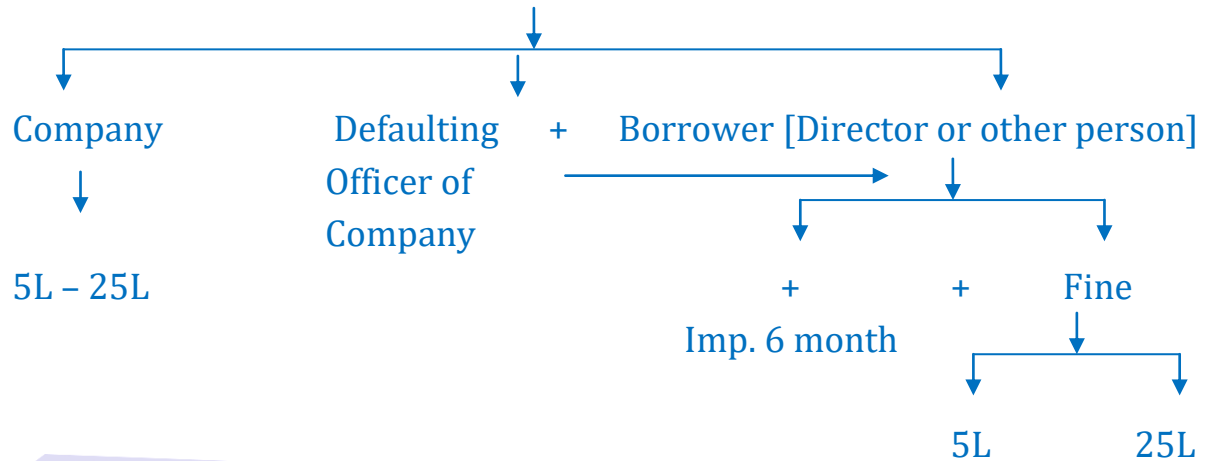 Company Defaulting + Borrower [Director or other person]
Officer of
Company
5L – 25L + + Fine
Imp. 6 month
5L 25L